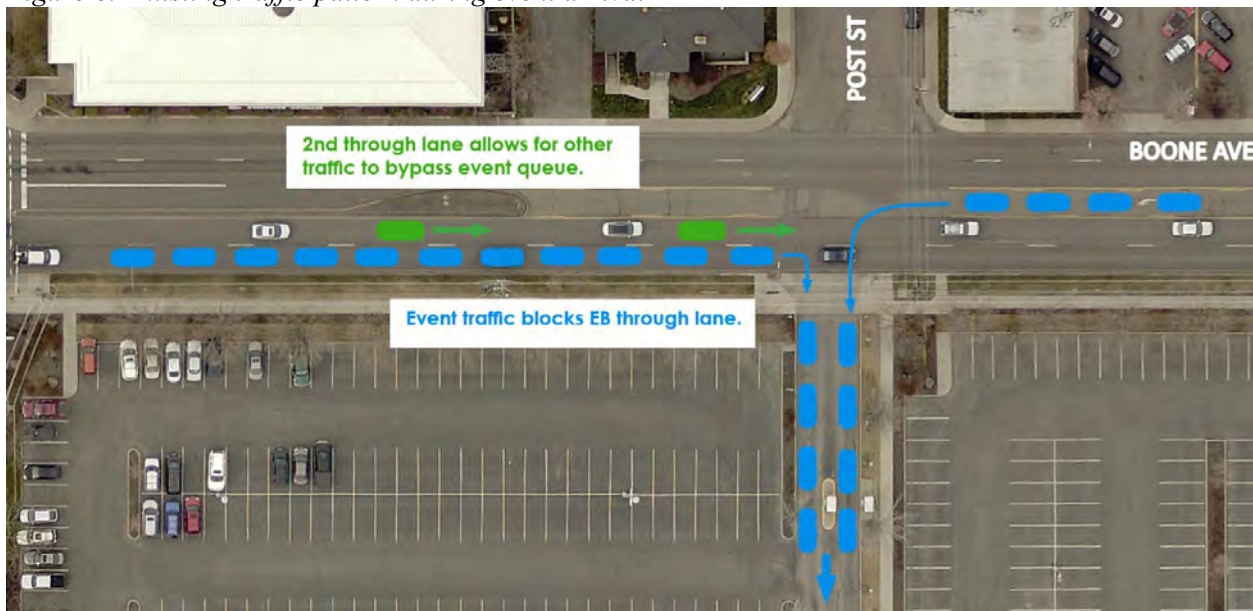 POST ST
2nd through lane allows for other
traffic to bypass event queue.
BOONE AVE
Event traffic blocks EB through lane.